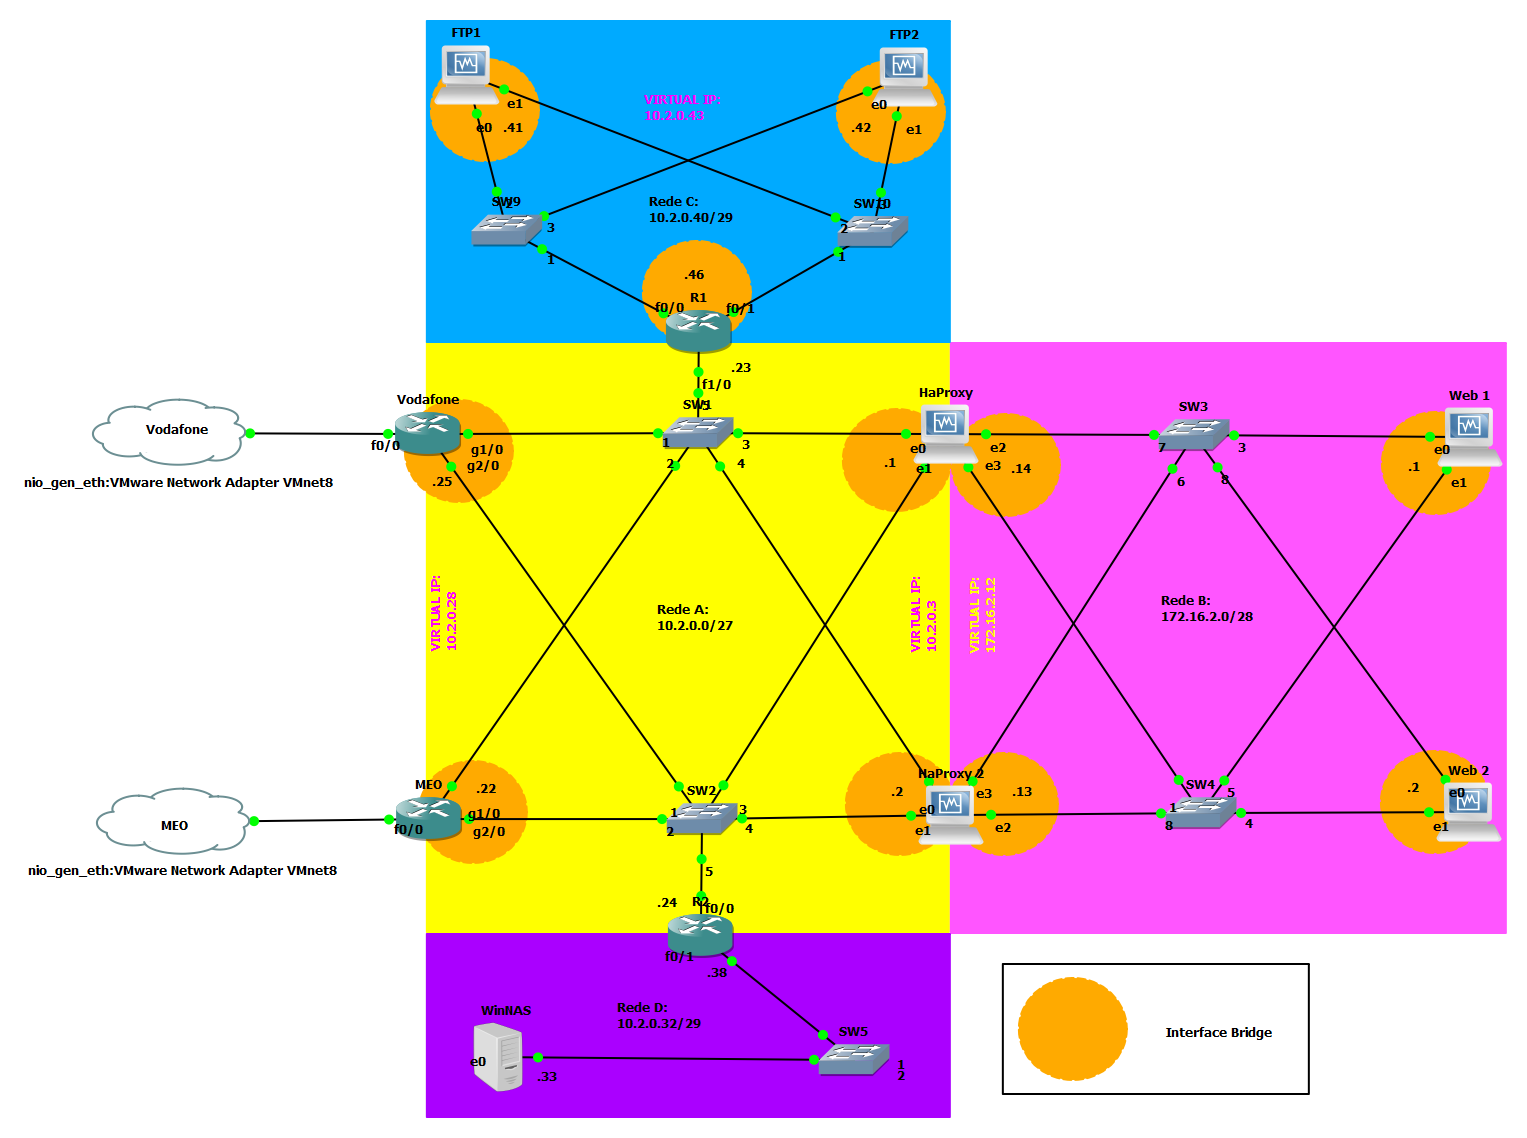 FTP1
FTP2
VIRTUAL IP:
10.2.0.43
e1
e0
.41
e0
.42
e1
SW9
2
3
1
Rede C:
10.2.0.40/29
SW10
3
2
1
.46
R1
f0/0
f0/1
.23
f1/0
5
SW1
1
2
3
4
Vodafone
nio_gen_eth:VMware Network Adapter VMnet8
Vodafone
f0/0
g1/0
g2/0
.25
HaProxy
.1
e0
e1
e2
e3
.14
SW3
7
3
6
8
Web 1
e0
.1
e1
VIRTUAL IP:
10.2.0.28
Rede A:
10.2.0.0/27
VIRTUAL IP:
10.2.0.3
VIRTUAL IP:
172.16.2.12
Rede B:
172.16.2.0/28
MEO
nio_gen_eth:VMware Network Adapter VMnet8
MEO
.22
f0/0
g1/0
g2/0
SW2
1
2
3
4
5
HaProxy 2
.2
e0
e1
e3
e2
.13
SW4
1
5
8
4
Web 2
.2
e0
e1
.24
R2
f0/0
f0/1
.38
Rede D:
10.2.0.32/29
WinNAS
e0
.33
SW5
1
2
Interface Bridge